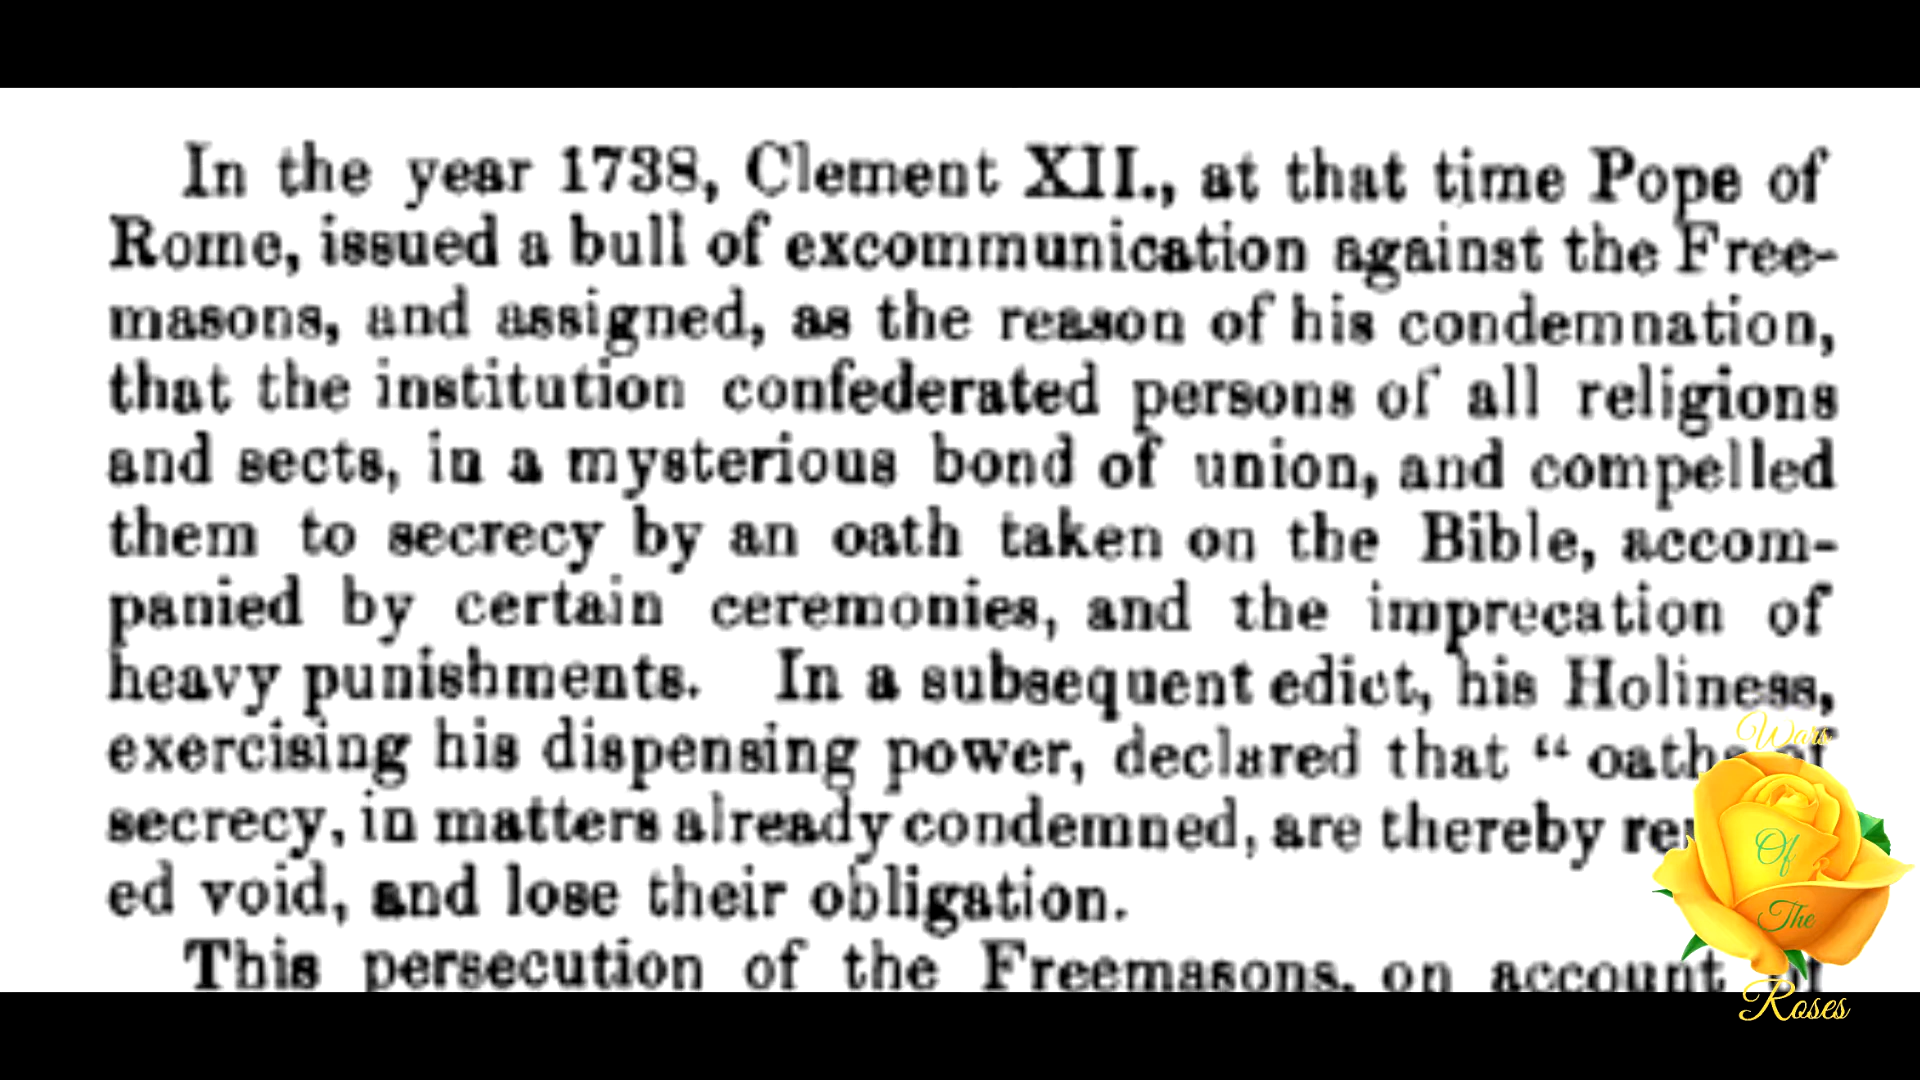 In the year 1738, Clement XII., at that time Pope of
Rome, issued a bull of excommunication against the Free-
masons, and assigned, as the reason of his condemnation,
that the institution confederated persons of all religions
and sects, in a mysterious bond of union, and compelled
them to secrecy by an oath taken on the Bible, accom-
panied by certain ceremonies, and the imprecation of
heavy punishments. In a subsequent edict, his Holiness,
exercising his dispensing power, declared that “
secrecy, in matters already condemned, are thereby
ed void, and lose their obligation.
This persecution of the Freemasons, on account
Wars
Of
The
Roses